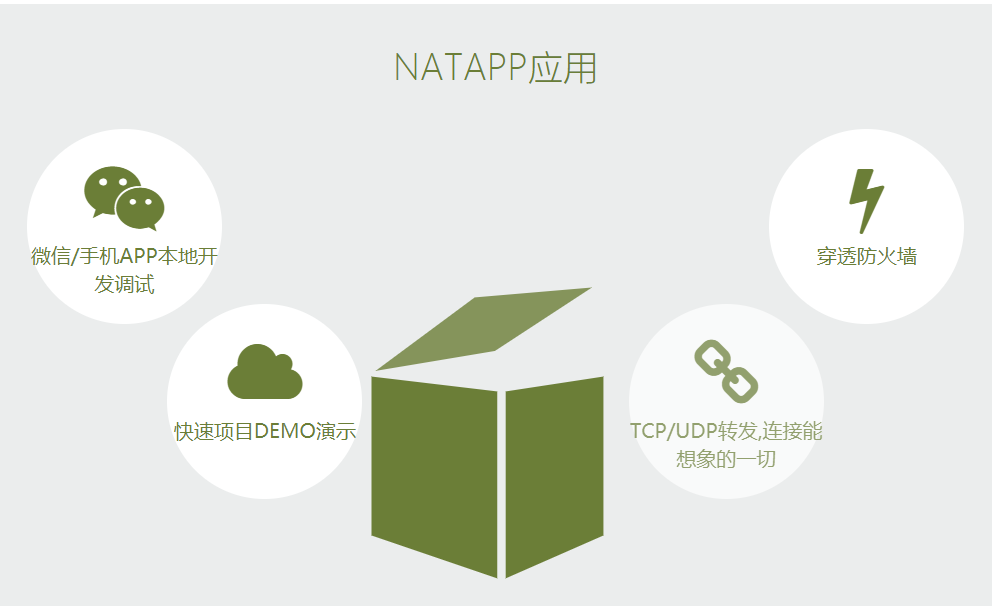 NATAPP应用
微信/手机APP本地开
发调试
穿透防火墙
快速项目DEMO演示
TCP/UDP转发,连接能
想象的一切